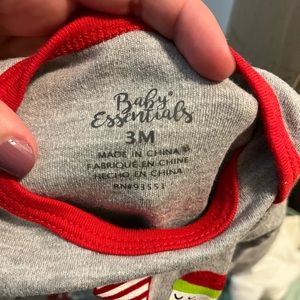 Baby
Essentials
3M
MADE IN CHINA
FABRIQUÉ EN CHINE
HECHO EN CHINA
RN#93551